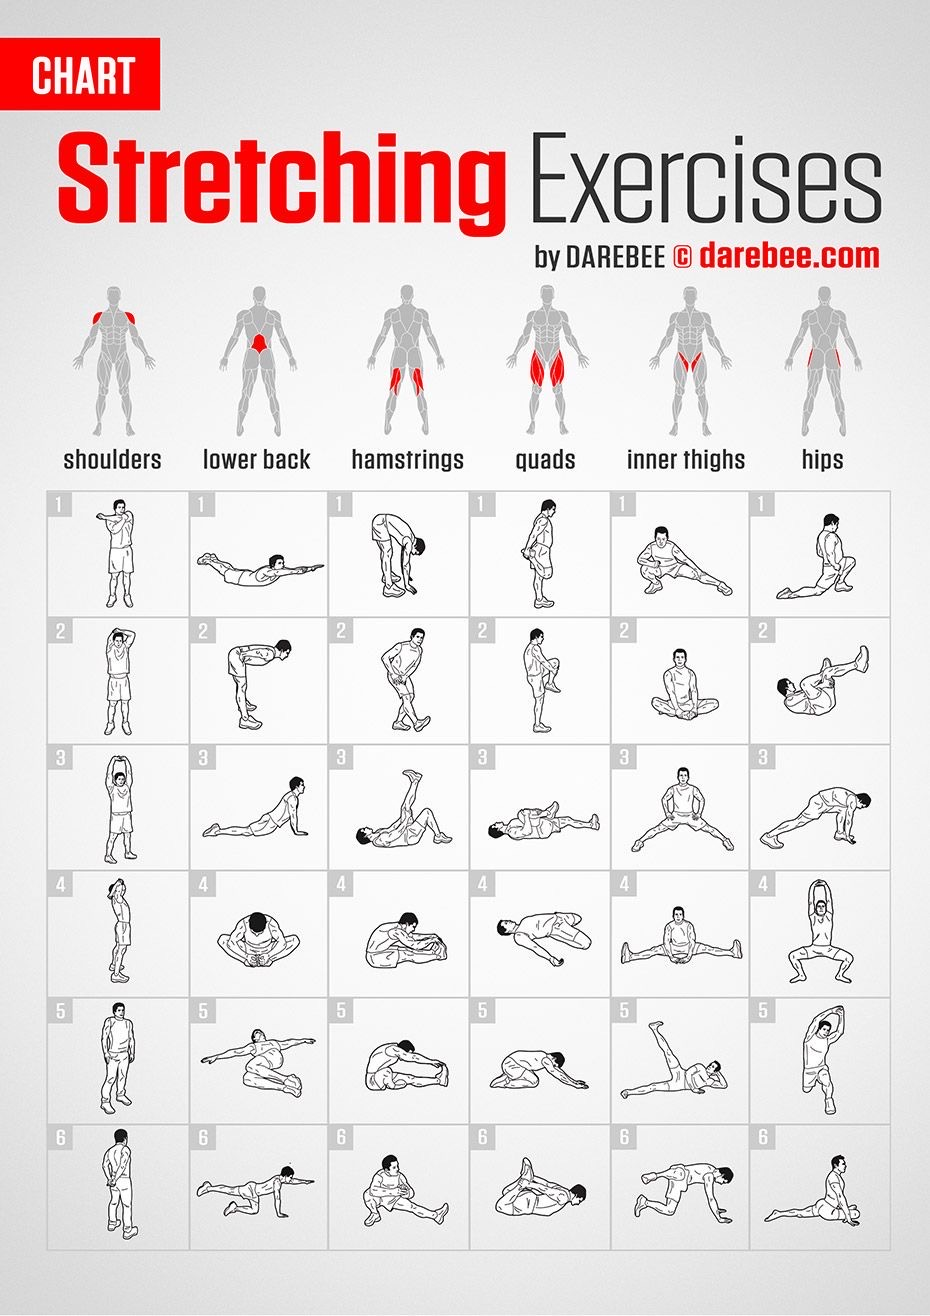 CHART
Stretching Exercises
by DAREBEE © darebee.com
shoulders lower back hamstrings quads inner thighs hips
1 1 1 1 1 1
2 2 2 2 2 2
3 3 3 3 3 3
4 4 4 4 4 4
5 5 5 5 5 5
6 6 6 6 6 6